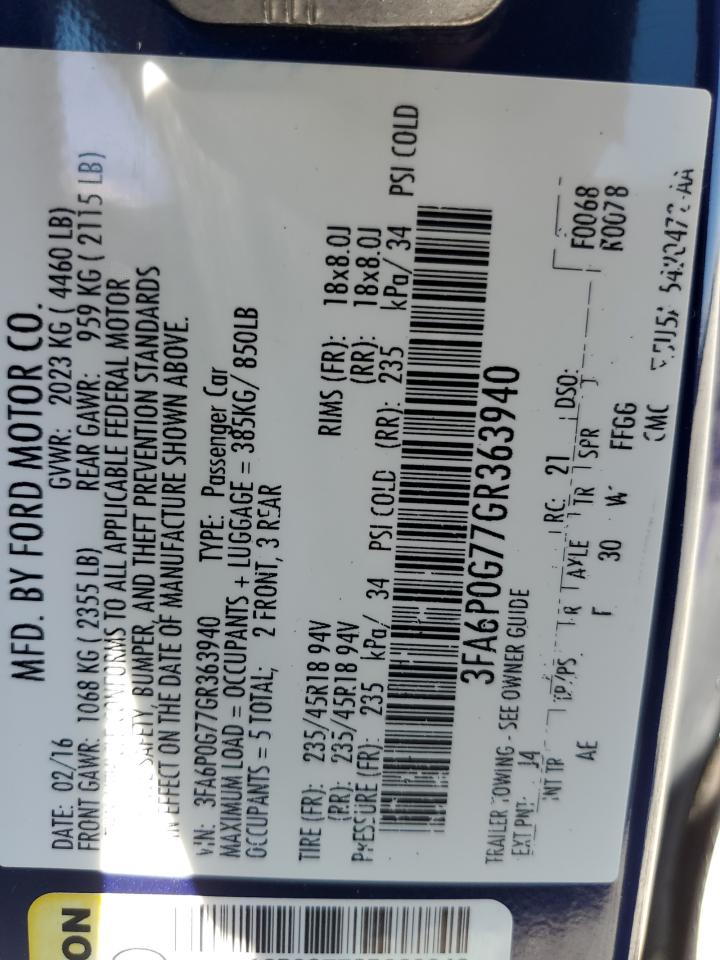 MFD. BY FORD MOTOR CO.
DATE: 02/16 GVWR: 2023 KG ( 4460 LB)
FRONT GAWR: 1068 KG ( 2355 LB) REAR GAWR: 959 KG ( 2115 LB)
CONFORMS TO ALL APPLICABLE FEDERAL MOTOR
SAFETY, BUMPER, AND THEFT PREVENTION STANDARDS
IN EFFECT ON THE DATE OF MANUFACTURE SHOWN ABOVE.
VIN: 3FA6P0G77GR363940 TYPE: Passenger Car
MAXIMUM LOAD = OCCUPANTS + LUGGAGE = 385KG/ 850LB
OCCUPANTS = 5 TOTAL; 2 FRONT, 3 REAR
TIRE (FR): 235/45R18 94V RIMS (FR): 18x8.0J
(RR): 235/45R18 94V (RR): 18x8.0J
PRESSURE (FR): 235 kPa/ 34 PSI COLD (RR): 235 kPa/ 34 PSI COLD
3FA6P0G77GR363940
TRAILER TOWING - SEE OWNER GUIDE
EXT PNT: J4 RC: 21 DSO: F0068
INT TR TP/PS R AXLE TR SPR R0078
AE F 30 W FFGG
ON